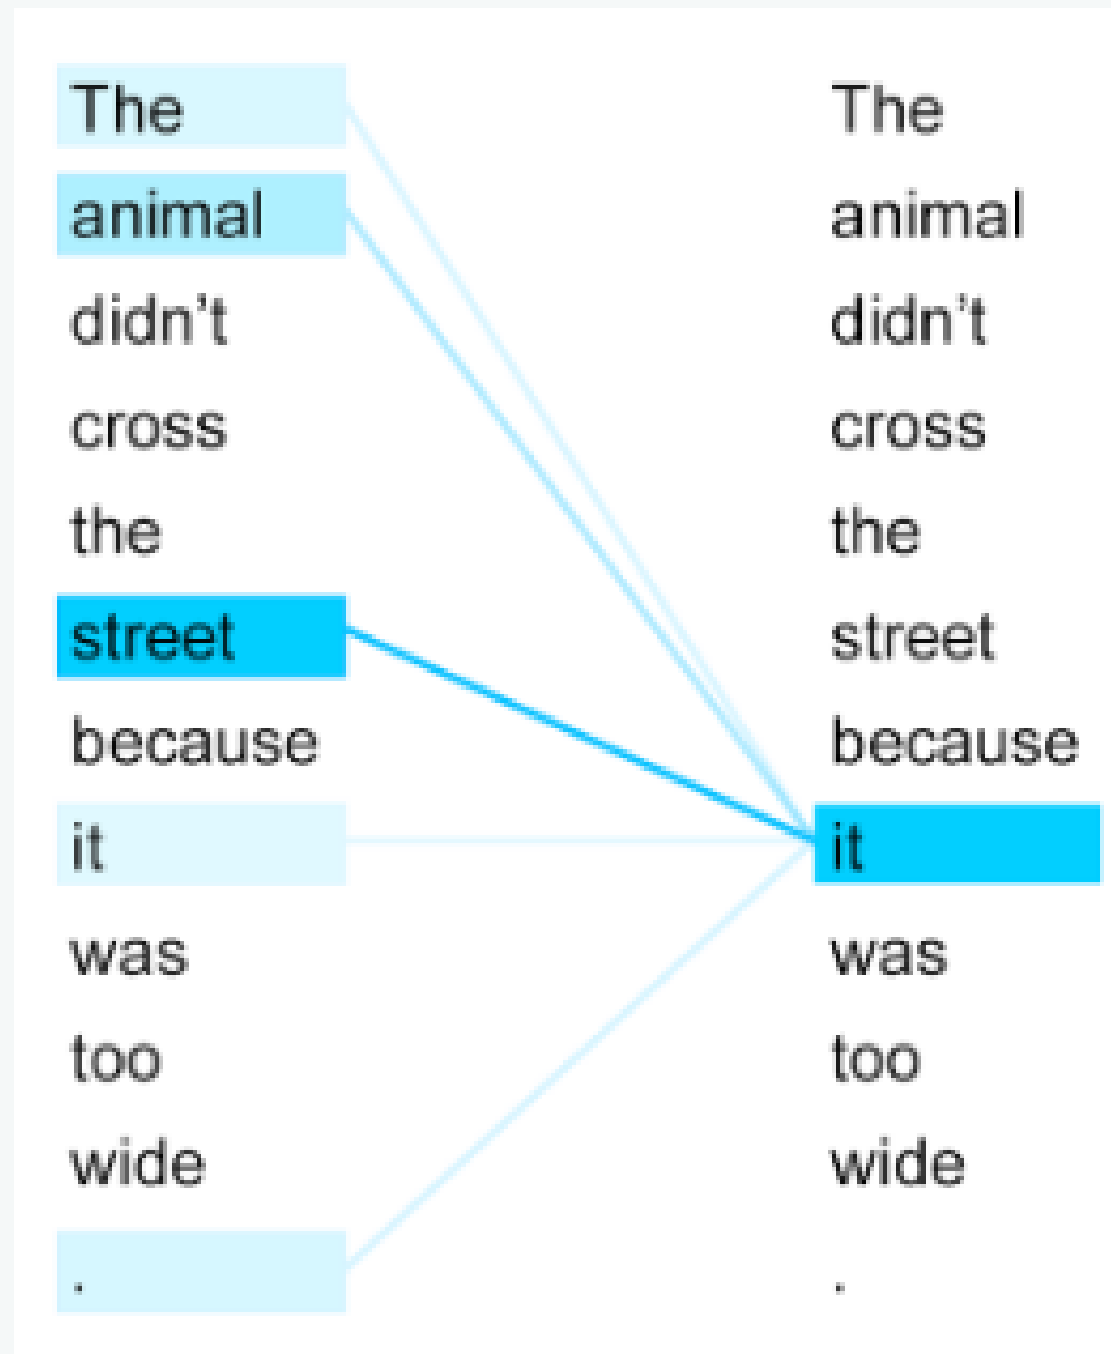 The The
animal animal
didn’t didn’t
cross cross
the the
street street
because because
it it
was was
too too
wide wide
. .